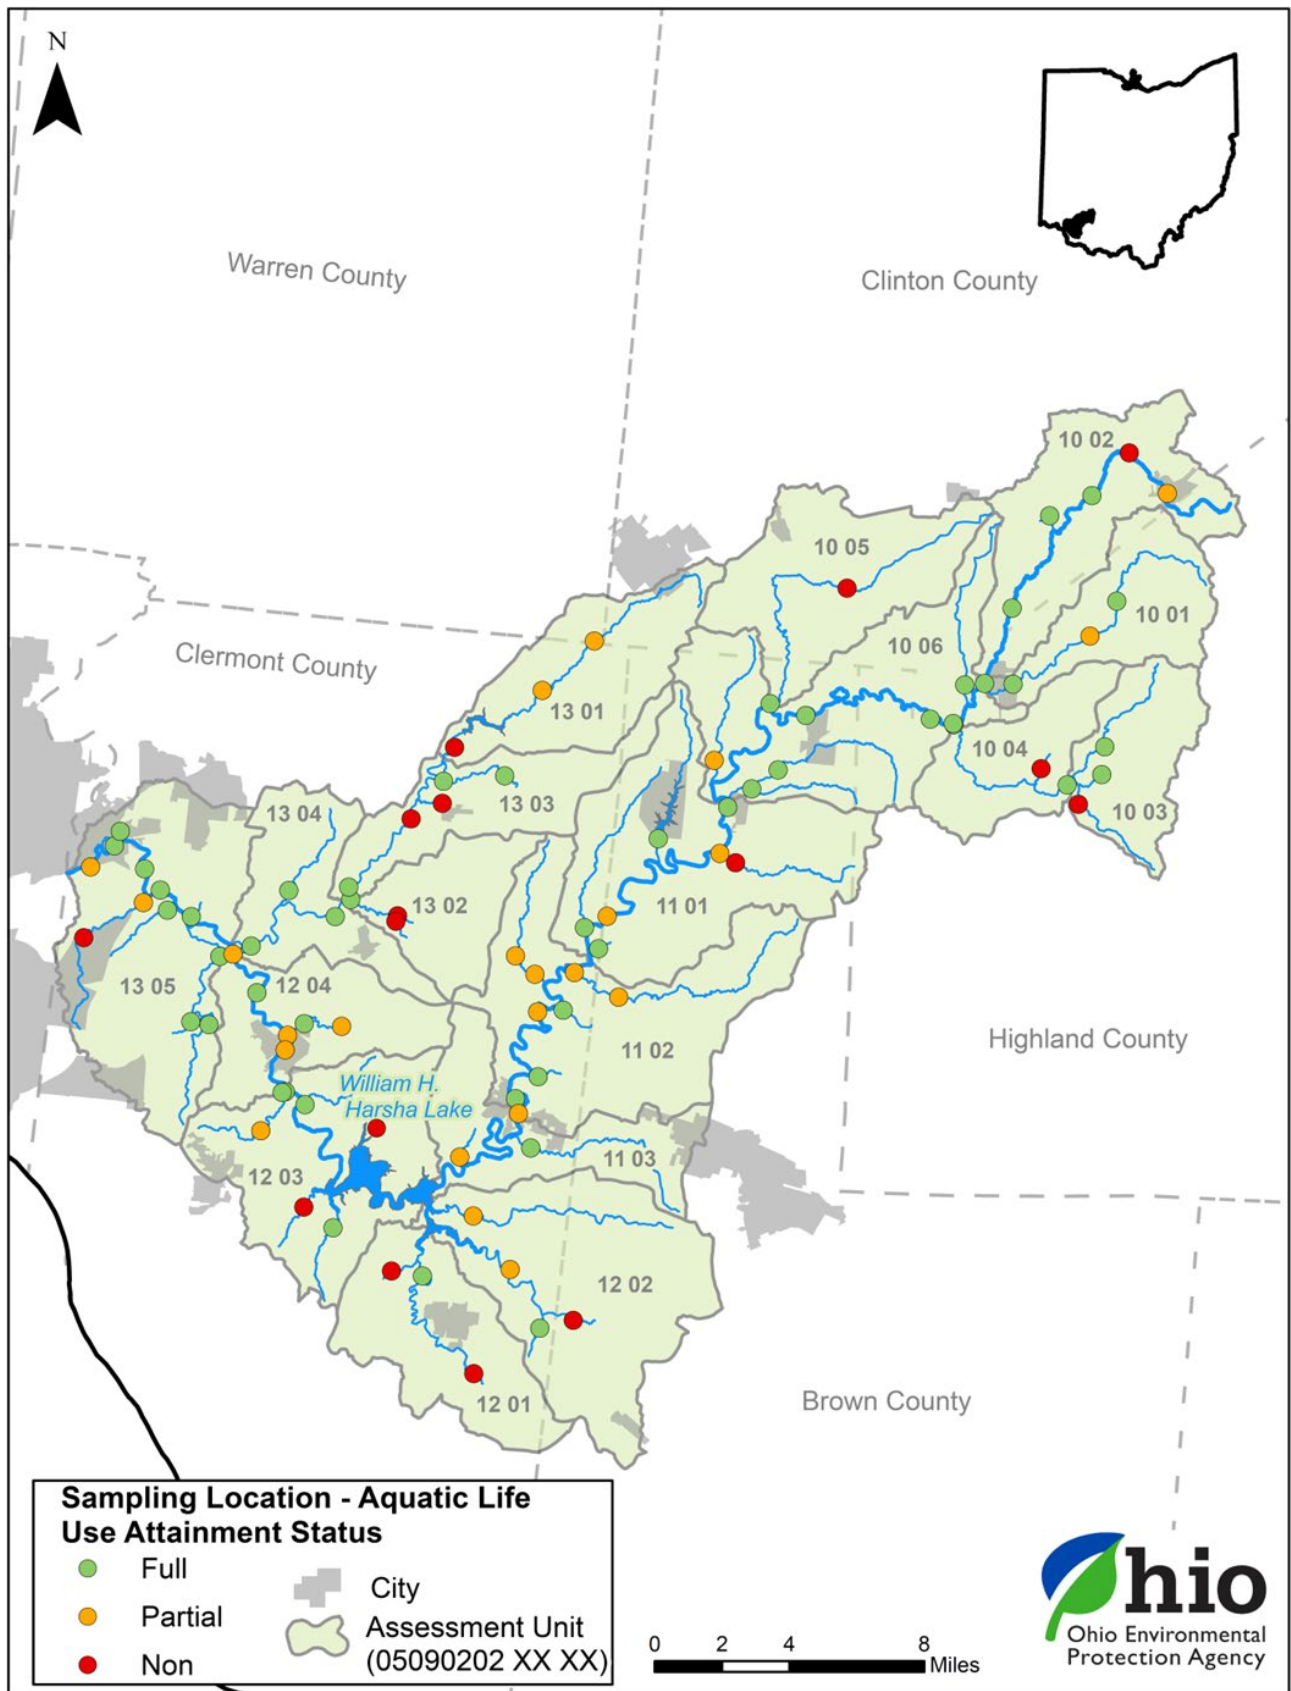 N
Warren County
Clinton County
10 02
10 05
10 01
10 06
Clermont County
13 01
10 04
13 03
10 03
13 04
13 02
11 01
13 05
12 04
11 02
Highland County
William H.
Harsha Lake
11 03
12 03
12 02
12 01
Brown County
Sampling Location - Aquatic Life
Use Attainment Status
Full
Partial
Non
City
Assessment Unit
(05090202 XX XX)
0 2 4 8
Miles
Ohio
Ohio Environmental
Protection Agency